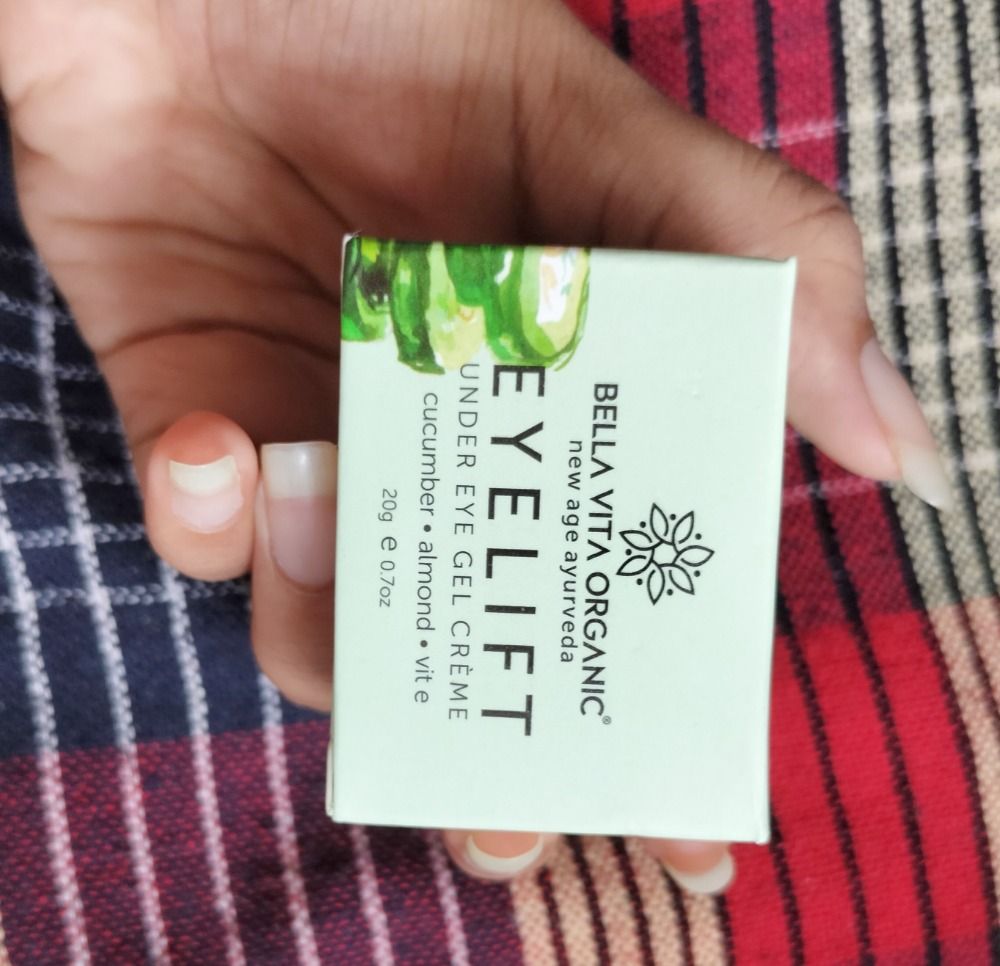 BELLA VITA ORGANIC®
new age ayurveda
EYELIFT
UNDER EYE GEL CRÈME
cucumber • almond • vit e
20g e 0.7oz